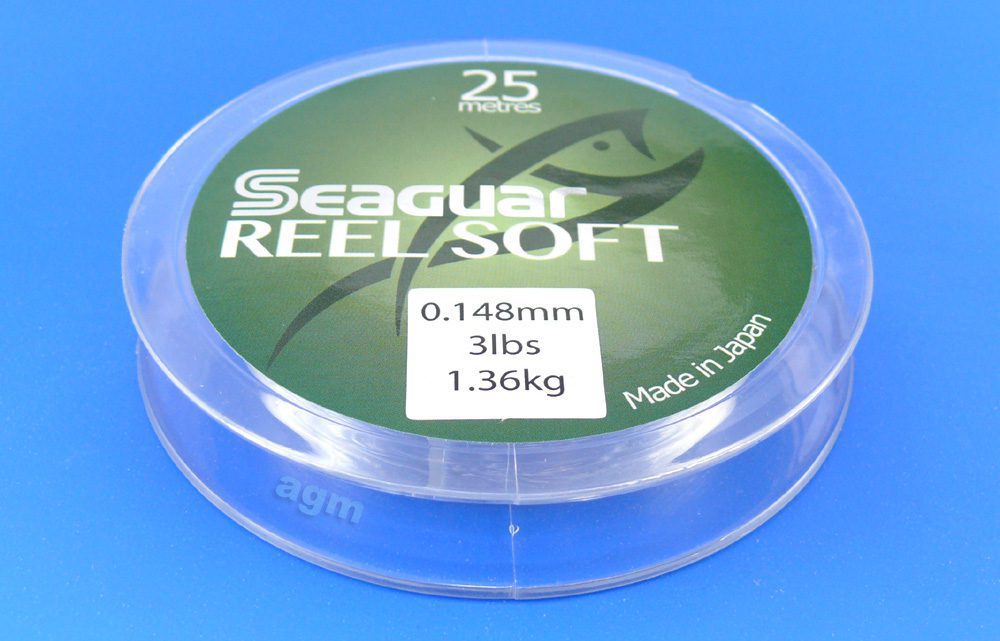 25
metres
Seaguar
REEL SOFT
0.148mm
3lbs
1.36kg
Made in Japan
agm